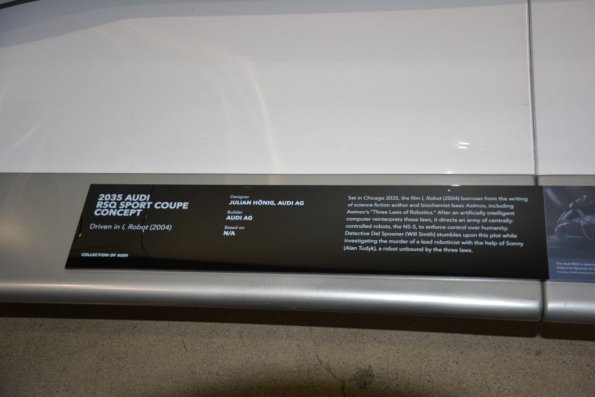 2035 AUDI
RSQ SPORT COUPE
CONCEPT
Driven in I, Robot (2004)
COLLECTION OF AUDI
Designer
JULIAN HÖNIG, AUDI AG
Builder
AUDI AG
Based on
N/A
Set in Chicago 2035, the film I, Robot (2004) borrows from the writing
of science fiction author and biochemist Isaac Asimov, including
Asimov's "Three Laws of Robotics." After an artificially intelligent
computer reinterprets these laws, it directs an army of centrally-
controlled robots, the NS-5, to enforce control over humanity.
Detective Del Spooner (Will Smith) stumbles upon this plot while
investigating the murder of a lead roboticist with the help of Sonny
(Alan Tudyk), a robot unbound by the three laws.